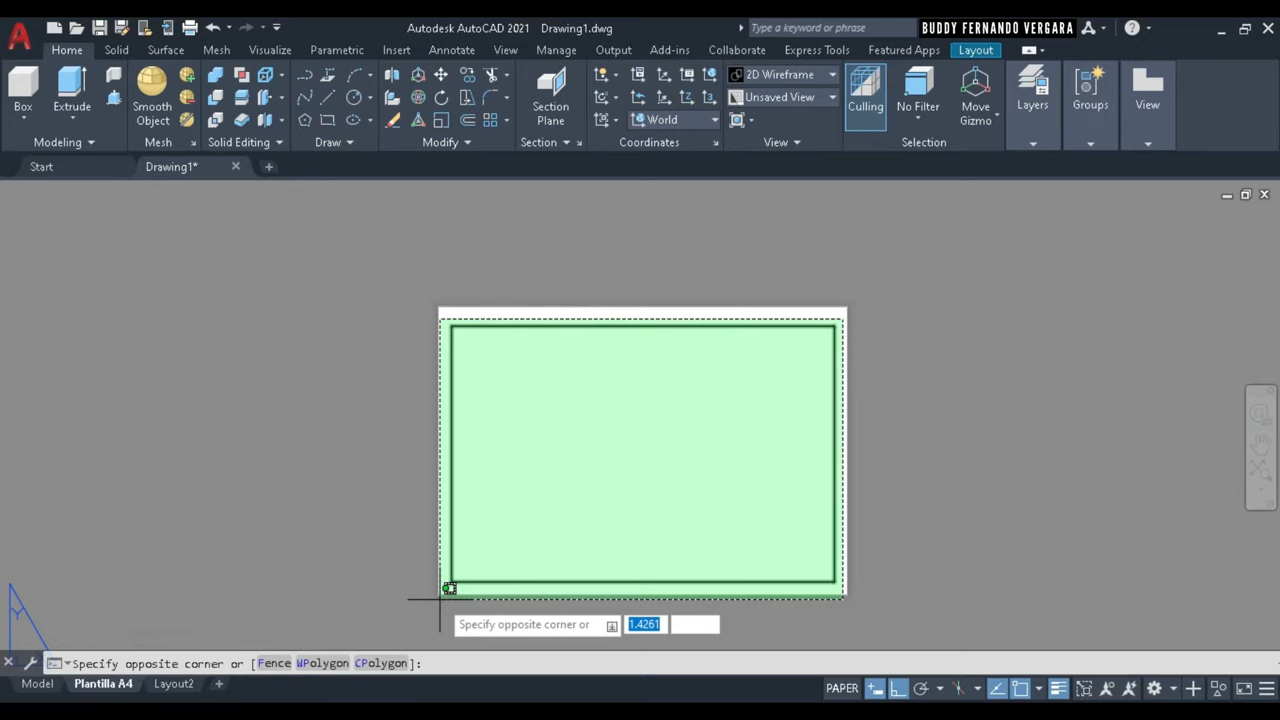 Autodesk AutoCAD 2021 Drawing1.dwg
Type a keyword or phrase
BUDDY FERNANDO VERGARA
Home Solid Surface Mesh Visualize Parametric Insert Annotate View Manage Output Add-ins Collaborate Express Tools Featured Apps Layout
2D Wireframe
Unsaved View
World
Box
Extrude
Smooth Object
Section Plane
Culling
No Filter
Move Gizmo
Layers
Groups
View
Modeling Mesh Solid Editing Draw Modify Section Coordinates View Selection
Start Drawing1*
Y
Specify opposite corner or 1.4261
Specify opposite corner or [Fence WPolygon CPolygon]:
Model Plantilla A4 Layout2 +
PAPER